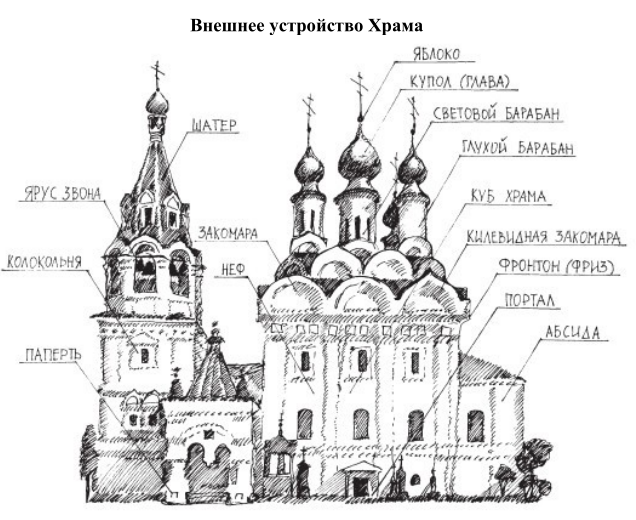 Внешнее устройство Храма
ЯБЛОКО
КУПОЛ (ГЛАВА)
СВЕТОВОЙ БАРАБАН
ШАТЕР
ГЛУХОЙ БАРАБАН
ЯРУС ЗВОНА
КУБ ХРАМА
ЗАКОМАРА
КИЛЕВИДНАЯ ЗАКОМАРА
КОЛОКОЛЬНЯ
НЕФ
ФРОНТОН (ФРИЗ)
ПОРТАЛ
АБСИДА
ПАПЕРТЬ